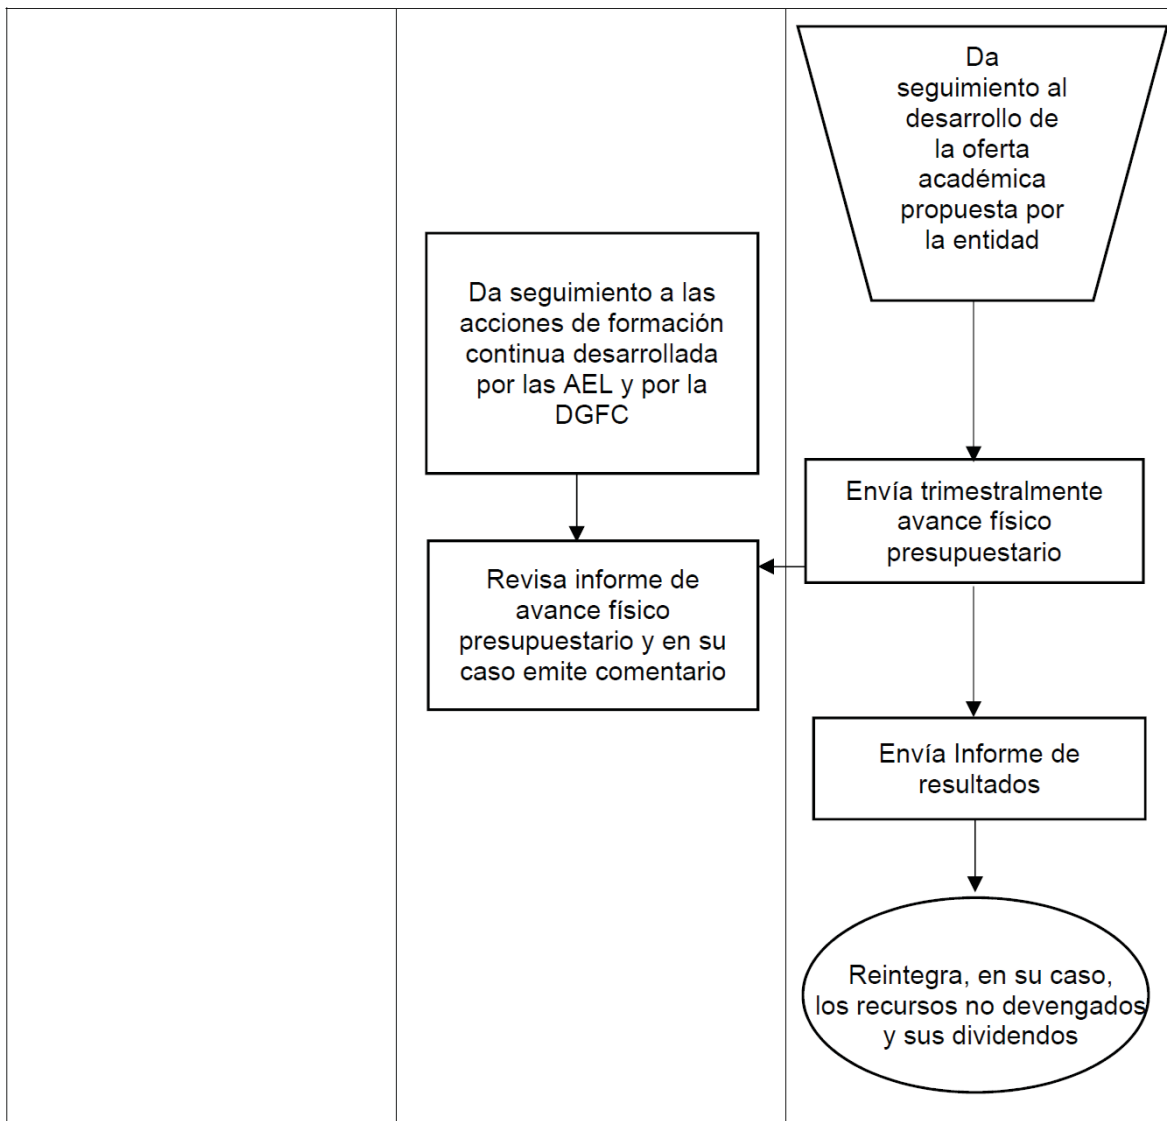 Da
seguimiento al
desarrollo de
la oferta
académica
propuesta por
la entidad
Da seguimiento a las
acciones de formación
continua desarrollada
por las AEL y por la
DGFC
Envía trimestralmente
avance físico
presupuestario
Revisa informe de
avance físico
presupuestario y en su
caso emite comentario
Envía Informe de
resultados
Reintegra, en su caso,
los recursos no devengados
y sus dividendos